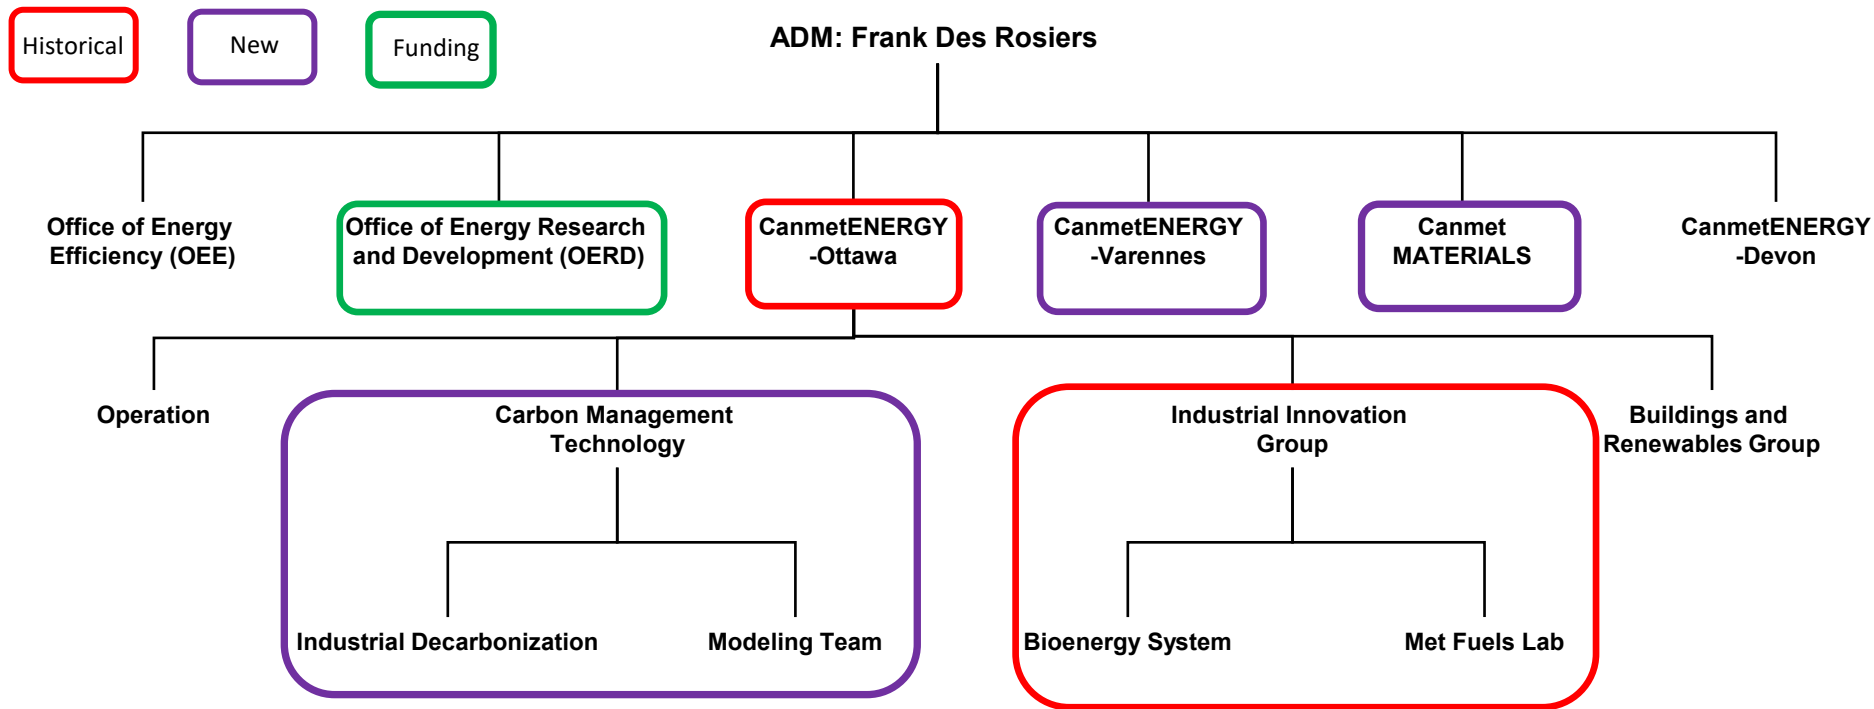 Historical
New
Funding
ADM: Frank Des Rosiers
Office of Energy
Efficiency (OEE)
Office of Energy Research
and Development (OERD)
CanmetENERGY
-Ottawa
CanmetENERGY
-Varennes
Canmet
MATERIALS
CanmetENERGY
-Devon
Operation
Carbon Management
Technology
Industrial Innovation
Group
Buildings and
Renewables Group
Industrial Decarbonization
Modeling Team
Bioenergy System
Met Fuels Lab